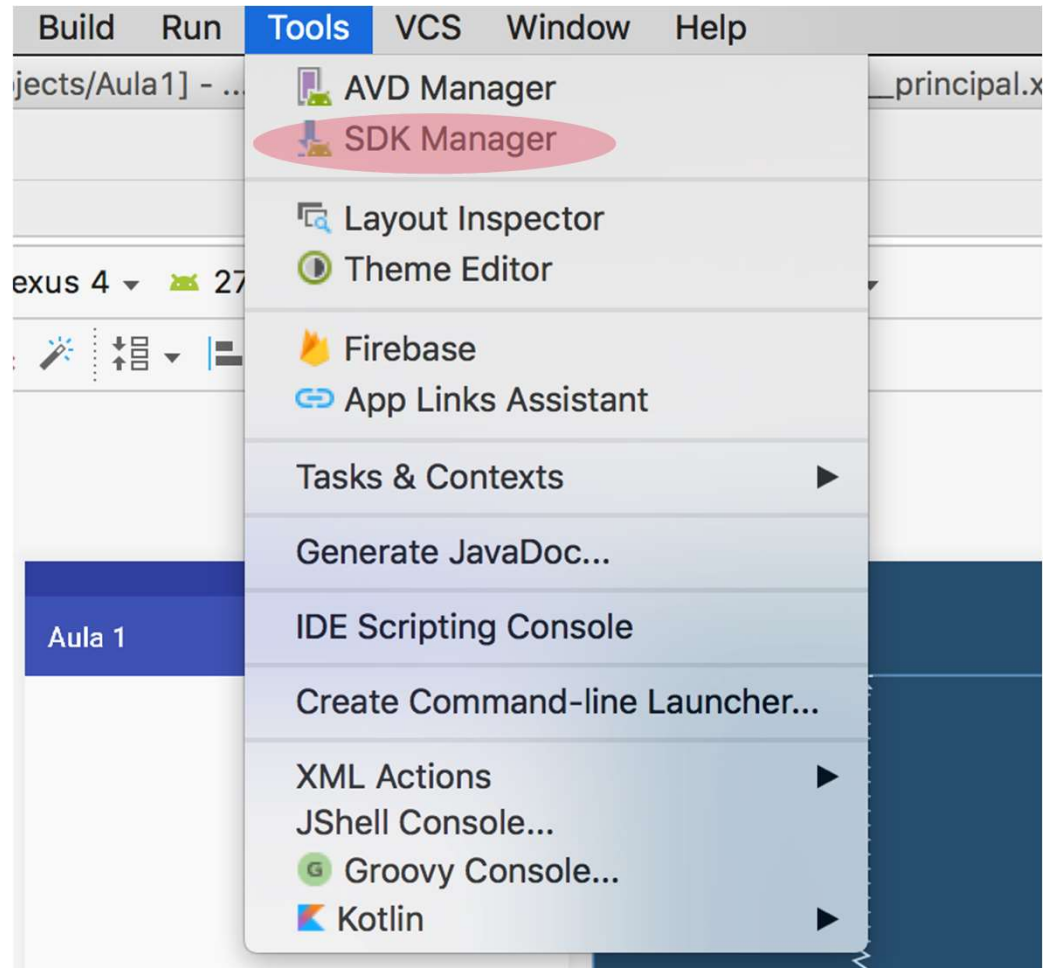 Build Run Tools VCS Window Help
jects/Aula1] - ...
__principal.x
AVD Manager
SDK Manager
Layout Inspector
Theme Editor
exus 4 27
Firebase
App Links Assistant
Tasks & Contexts
Generate JavaDoc...
Aula 1
IDE Scripting Console
Create Command-line Launcher...
XML Actions
JShell Console...
G Groovy Console...
Kotlin